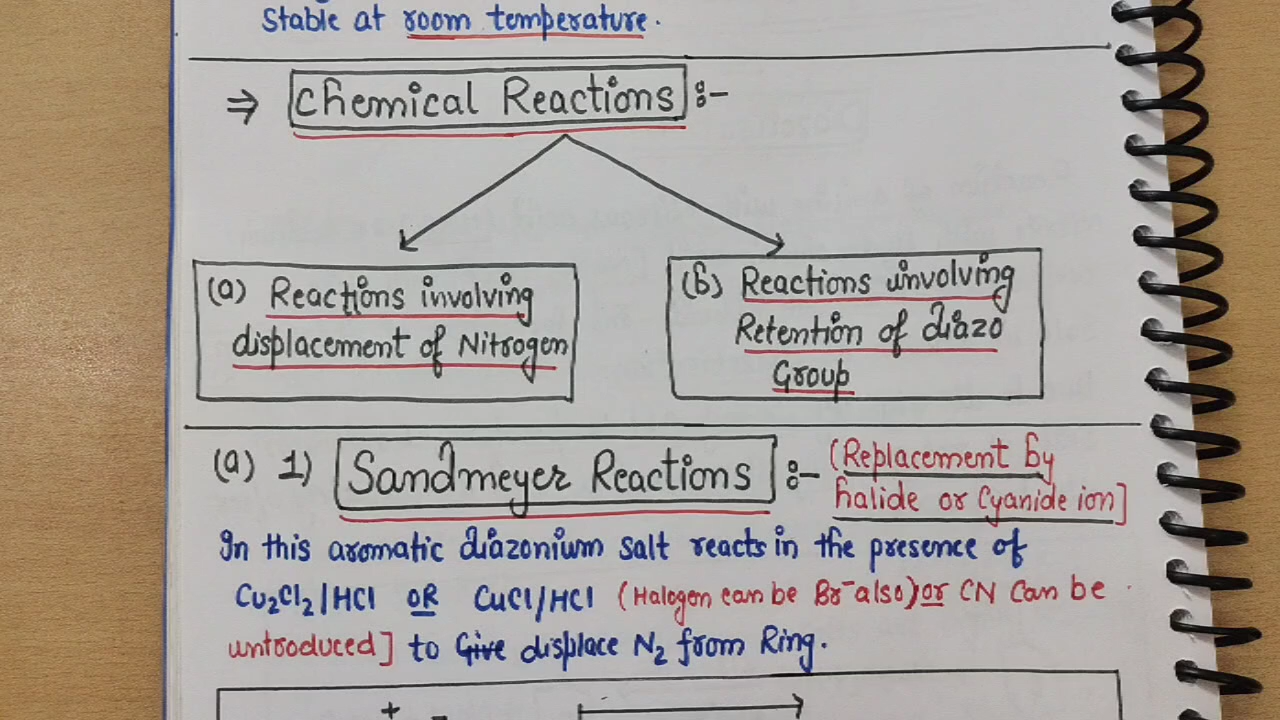 Stable at room temperature.
⇒ Chemical Reactions :-
(a) Reactions involving
displacement of Nitrogen
(b) Reactions involving
Retention of diazo
Group
(a) 1) Sandmeyer Reactions :- (Replacement by
halide or Cyanide ion]
In this aromatic diazonium salt reacts in the presence of
Cu₂Cl₂/HCl OR CuCl/HCl (Halogen can be Br⁻ also) or CN Can be
introduced] to Give displace N₂ from Ring.
+ -